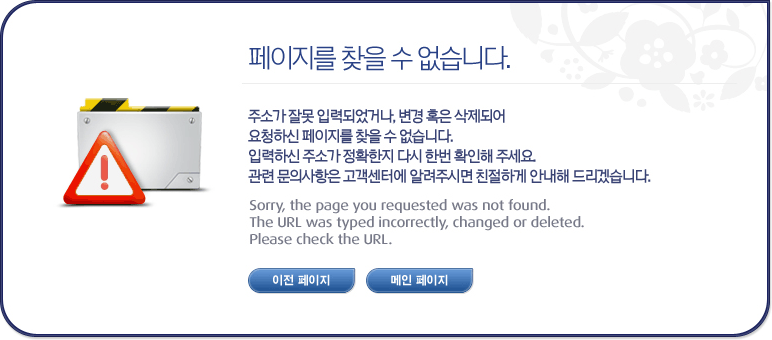 페이지를 찾을 수 없습니다.
주소가 잘못 입력되었거나, 변경 혹은 삭제되어
요청하신 페이지를 찾을 수 없습니다.
입력하신 주소가 정확한지 다시 한번 확인해 주세요.
관련 문의사항은 고객센터에 알려주시면 친절하게 안내해 드리겠습니다.
Sorry, the page you requested was not found.
The URL was typed incorrectly, changed or deleted.
Please check the URL.
이전 페이지 메인 페이지